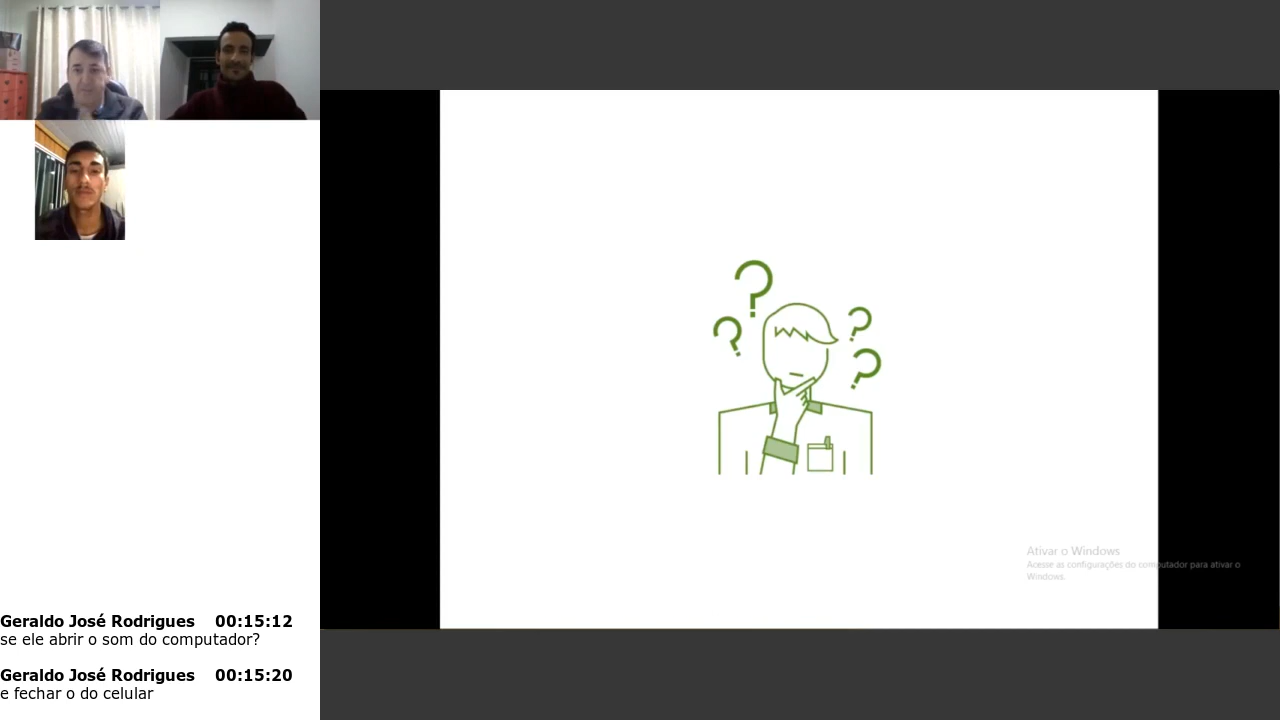 Geraldo José Rodrigues 00:15:12
se ele abrir o som do computador?
Geraldo José Rodrigues 00:15:20
e fechar o do celular
? ? ? ?
Ativar o Windows
Acesse as configurações do computador para ativar o
Windows.